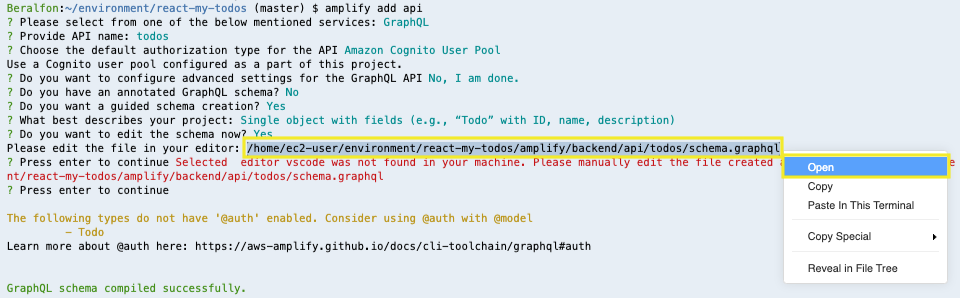 Beralfon:~/environment/react-my-todos (master) $ amplify add api
? Please select from one of the below mentioned services: GraphQL
? Provide API name: todos
? Choose the default authorization type for the API Amazon Cognito User Pool
Use a Cognito user pool configured as a part of this project.
? Do you want to configure advanced settings for the GraphQL API No, I am done.
? Do you have an annotated GraphQL schema? No
? Do you want a guided schema creation? Yes
? What best describes your project: Single object with fields (e.g., “Todo” with ID, name, description)
? Do you want to edit the schema now? Yes
Please edit the file in your editor: /home/ec2-user/environment/react-my-todos/amplify/backend/api/todos/schema.graphql
? Press enter to continue Selected  editor vscode was not found in your machine. Please manually edit the file created
nt/react-my-todos/amplify/backend/api/todos/schema.graphql
? Press enter to continue
Open
Copy
Paste In This Terminal
Copy Special
Reveal in File Tree
The following types do not have '@auth' enabled. Consider using @auth with @model
– Todo
Learn more about @auth here: https://aws-amplify.github.io/docs/cli-toolchain/graphql#auth
GraphQL schema compiled successfully.